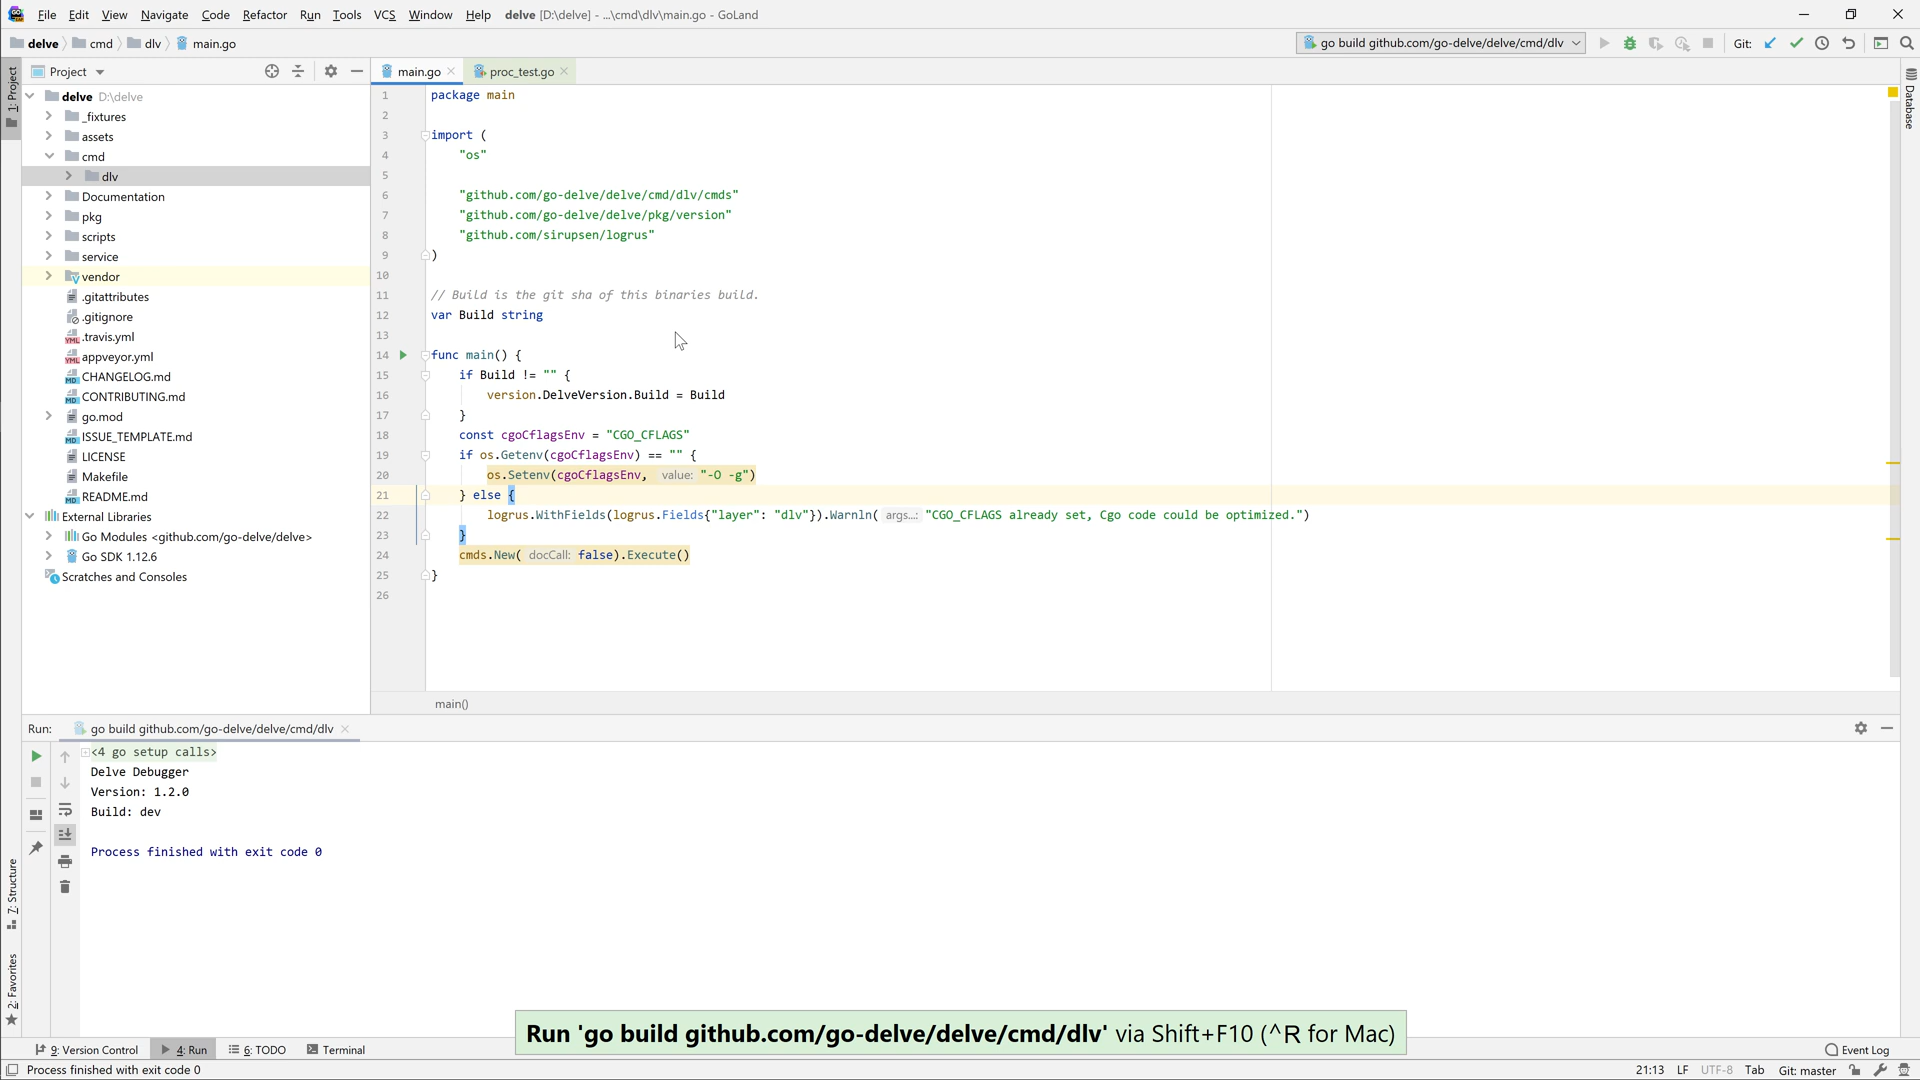 File Edit View Navigate Code Refactor Run Tools VCS Window Help delve [D:\delve] - ...\cmd\dlv\main.go - GoLand
delve cmd dlv main.go go build github.com/go-delve/delve/cmd/dlv Git:
1: Project
Project
main.go proc_test.go
Database
delve D:\delve
_fixtures
assets
cmd
dlv
Documentation
pkg
scripts
service
vendor
.gitattributes
.gitignore
.travis.yml
appveyor.yml
CHANGELOG.md
CONTRIBUTING.md
go.mod
ISSUE_TEMPLATE.md
LICENSE
Makefile
README.md
External Libraries
Go Modules <github.com/go-delve/delve>
Go SDK 1.12.6
Scratches and Consoles
1 package main
2
3 import (
4 "os"
5
6 "github.com/go-delve/delve/cmd/dlv/cmds"
7 "github.com/go-delve/delve/pkg/version"
8 "github.com/sirupsen/logrus"
9 )
10
11 // Build is the git sha of this binaries build.
12 var Build string
13
14 func main() {
15 if Build != "" {
16 version.DelveVersion.Build = Build
17 }
18 const cgoCflagsEnv = "CGO_CFLAGS"
19 if os.Getenv(cgoCflagsEnv) == "" {
20 os.Setenv(cgoCflagsEnv, value: "-O -g")
21 } else {
22 logrus.WithFields(logrus.Fields{"layer": "dlv"}).Warnln( args...: "CGO_CFLAGS already set, Cgo code could be optimized.")
23 }
24 cmds.New( docCall: false).Execute()
25 }
26
main()
Run: go build github.com/go-delve/delve/cmd/dlv
<4 go setup calls>
Delve Debugger
Version: 1.2.0
Build: dev
Process finished with exit code 0
7: Structure
2: Favorites
Run 'go build github.com/go-delve/delve/cmd/dlv' via Shift+F10 (^R for Mac)
9: Version Control 4: Run 6: TODO Terminal Event Log
Process finished with exit code 0 21:13 LF UTF-8 Tab Git: master